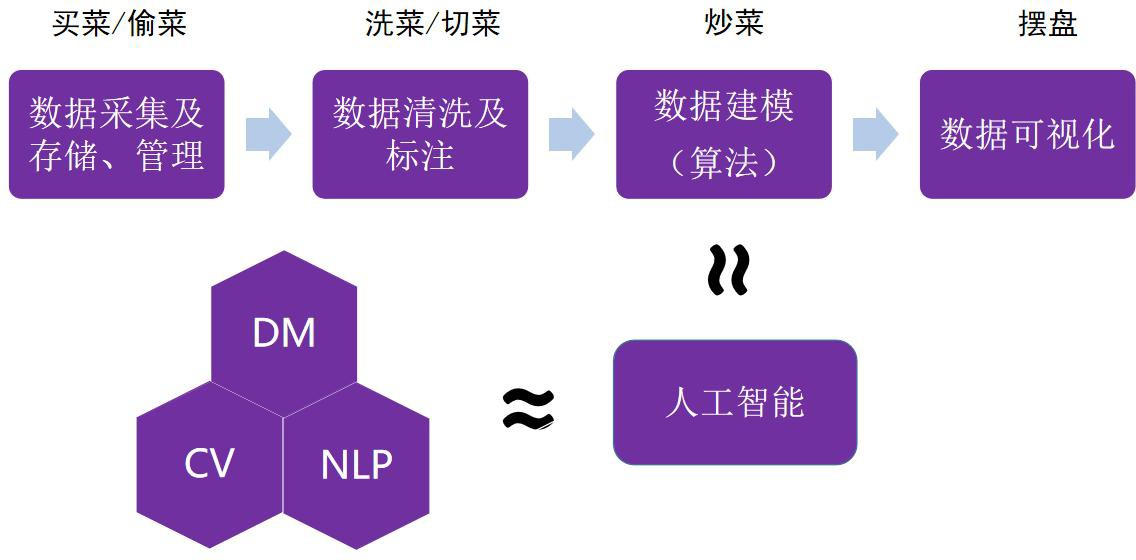 买菜/偷菜
洗菜/切菜
炒菜
摆盘
数据采集及
存储、管理
数据清洗及
标注
数据建模
（算法）
数据可视化
≈
DM
CV
NLP
≈
人工智能